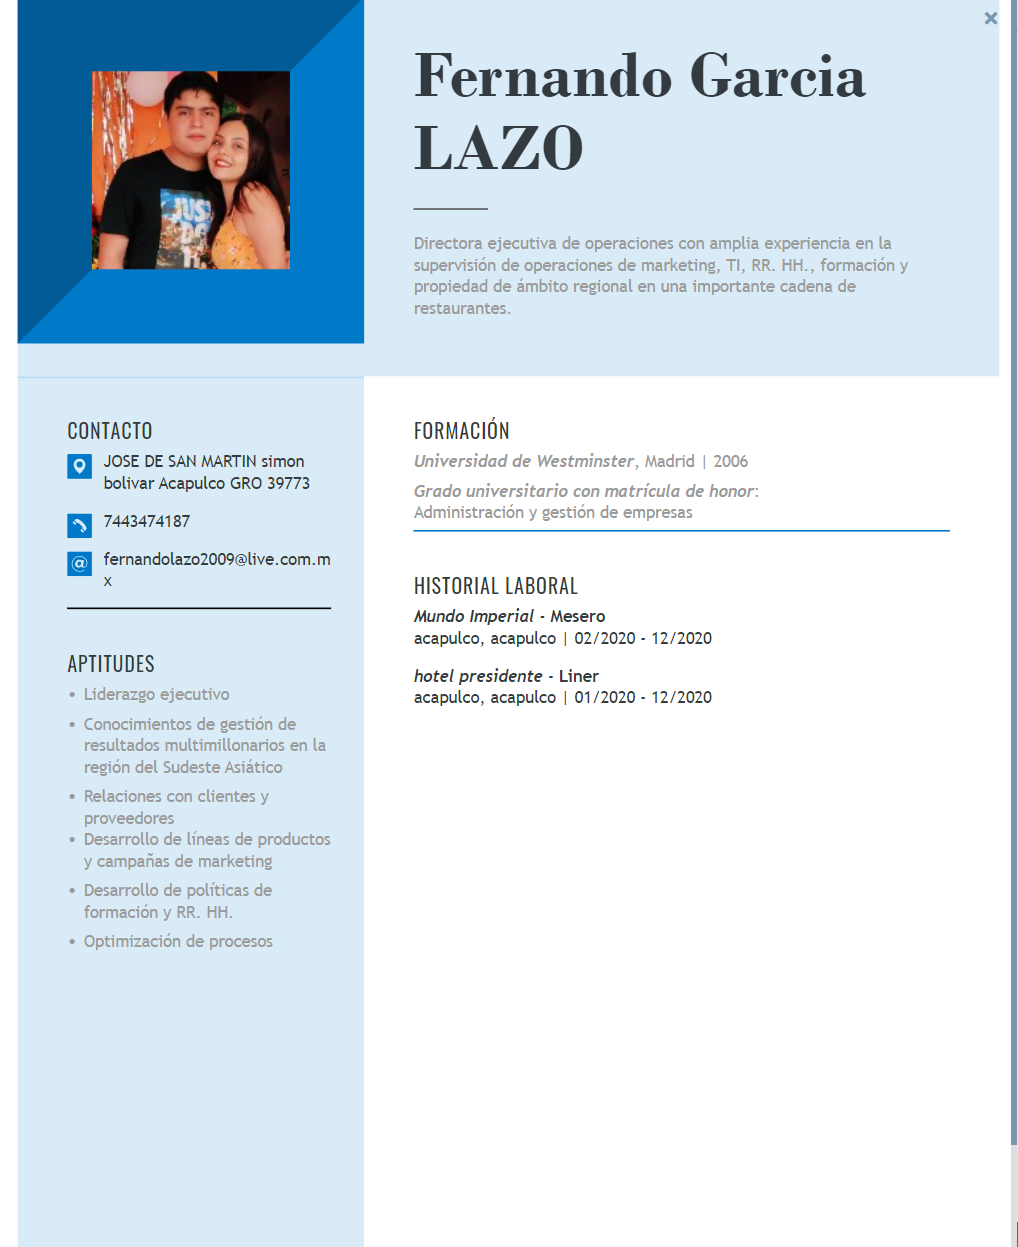 Fernando Garcia
LAZO
Directora ejecutiva de operaciones con amplia experiencia en la
supervisión de operaciones de marketing, TI, RR. HH., formación y
propiedad de ámbito regional en una importante cadena de
restaurantes.
CONTACTO
JOSE DE SAN MARTIN simon
bolivar Acapulco GRO 39773
7443474187
fernandolazo2009@live.com.m
x
APTITUDES
• Liderazgo ejecutivo
• Conocimientos de gestión de
resultados multimillonarios en la
región del Sudeste Asiático
• Relaciones con clientes y
proveedores
• Desarrollo de líneas de productos
y campañas de marketing
• Desarrollo de políticas de
formación y RR. HH.
• Optimización de procesos
FORMACIÓN
Universidad de Westminster, Madrid | 2006
Grado universitario con matrícula de honor:
Administración y gestión de empresas
HISTORIAL LABORAL
Mundo Imperial - Mesero
acapulco, acapulco | 02/2020 - 12/2020
hotel presidente - Liner
acapulco, acapulco | 01/2020 - 12/2020